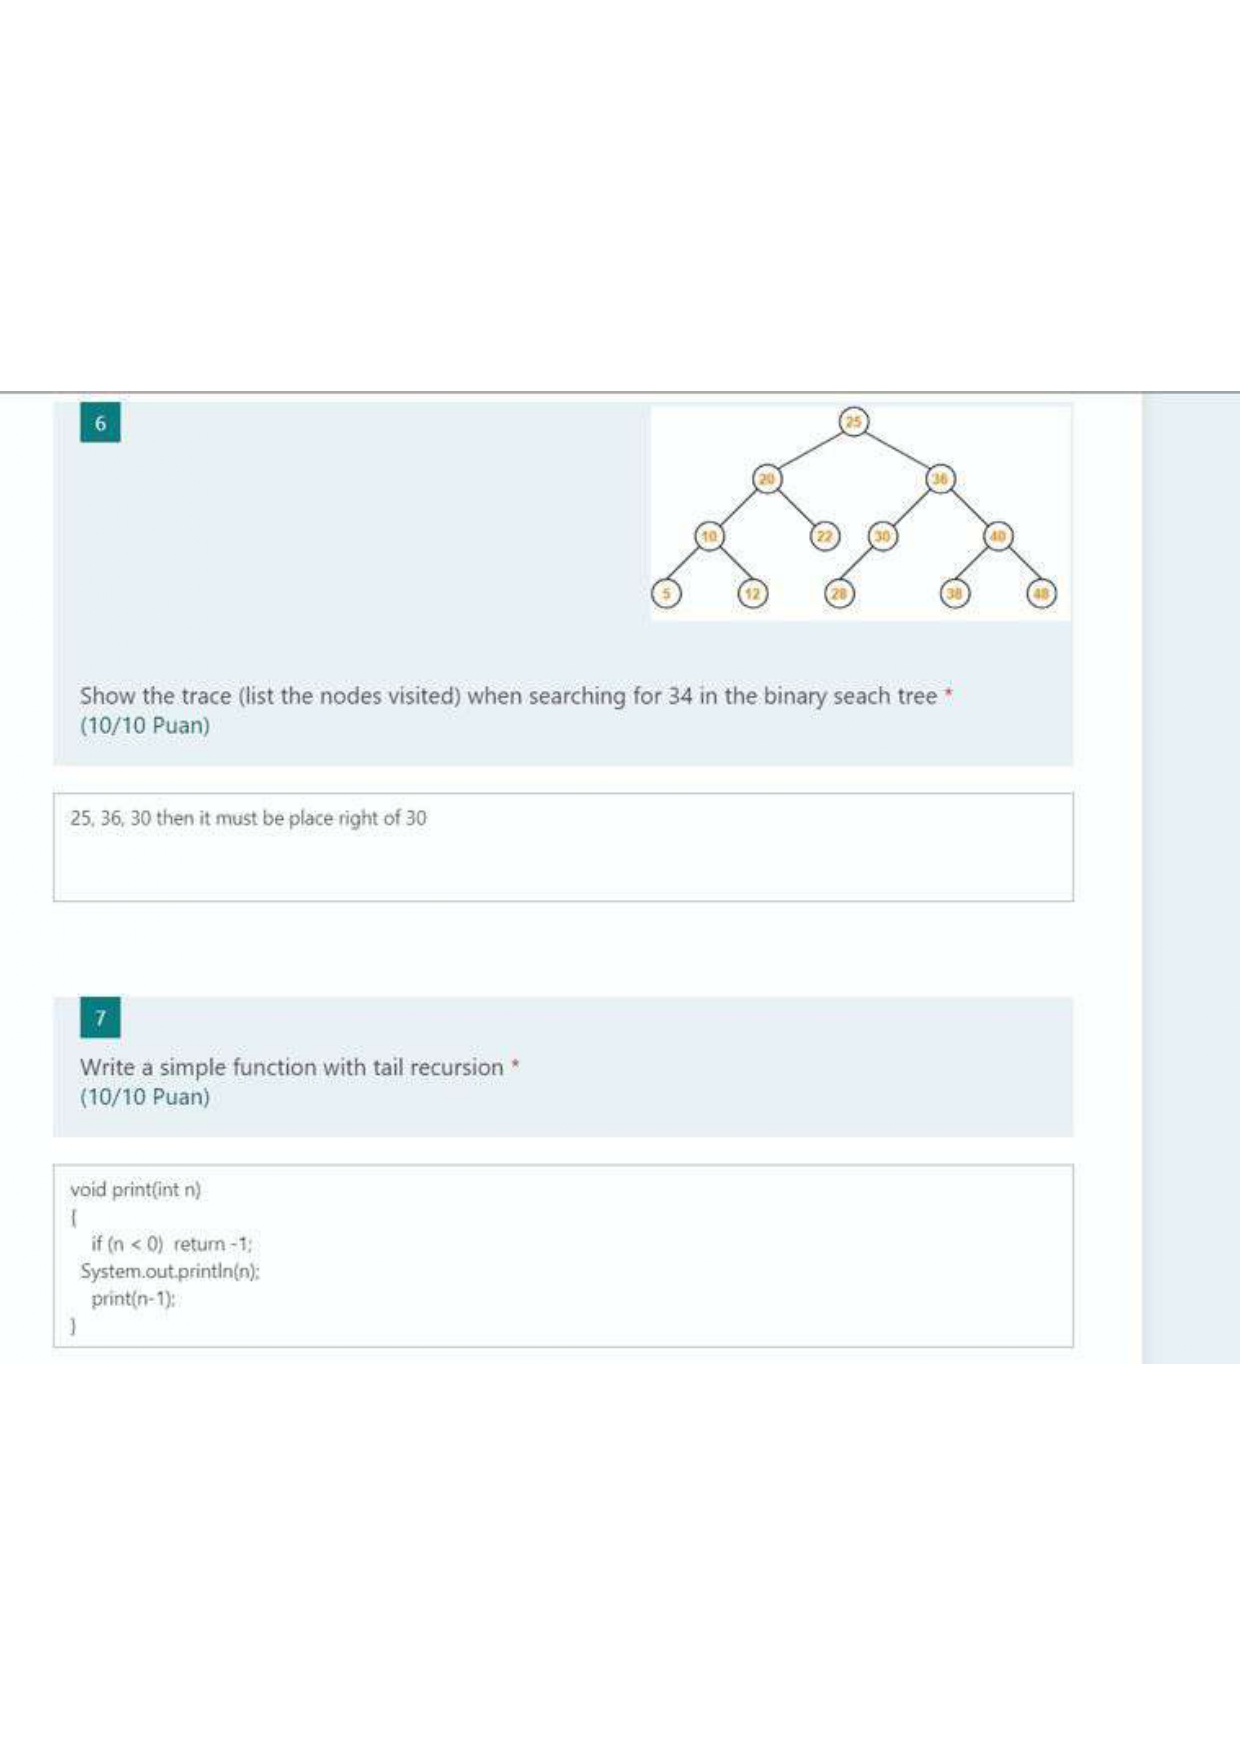 6
25
20 36
10 22 30 40
5 12 28 38 48
Show the trace (list the nodes visited) when searching for 34 in the binary seach tree *
(10/10 Puan)
25, 36, 30 then it must be place right of 30
7
Write a simple function with tail recursion *
(10/10 Puan)
void print(int n)
{
if (n < 0) return -1;
System.out.println(n);
print(n-1);
}